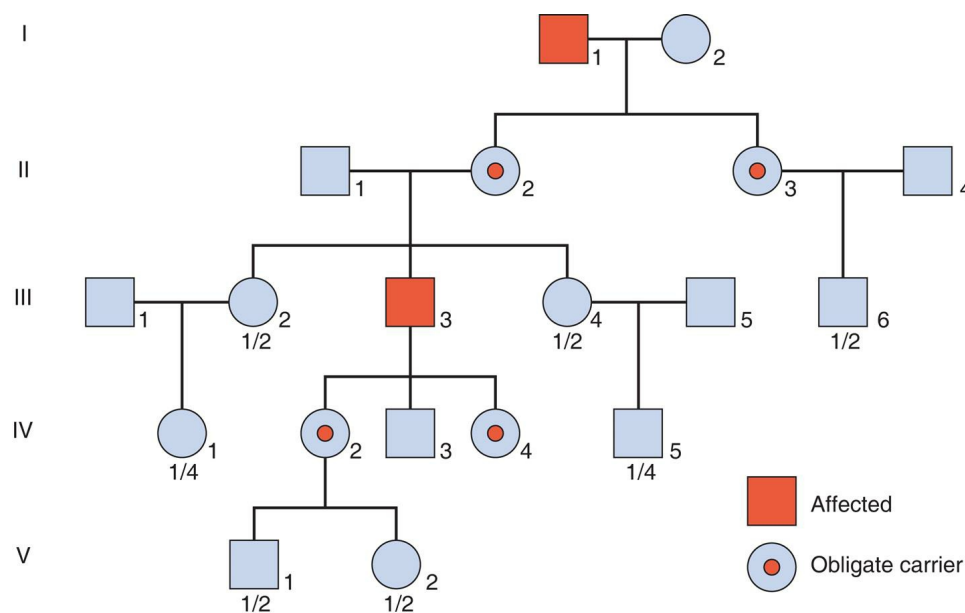 I
1 2
II
1 2 3 4
III
1 2 3 4 5 6
1/2 1/2 1/2
IV
1 2 3 4 5
1/4 1/4
Affected
V
1 2
Obligate carrier
1/2 1/2